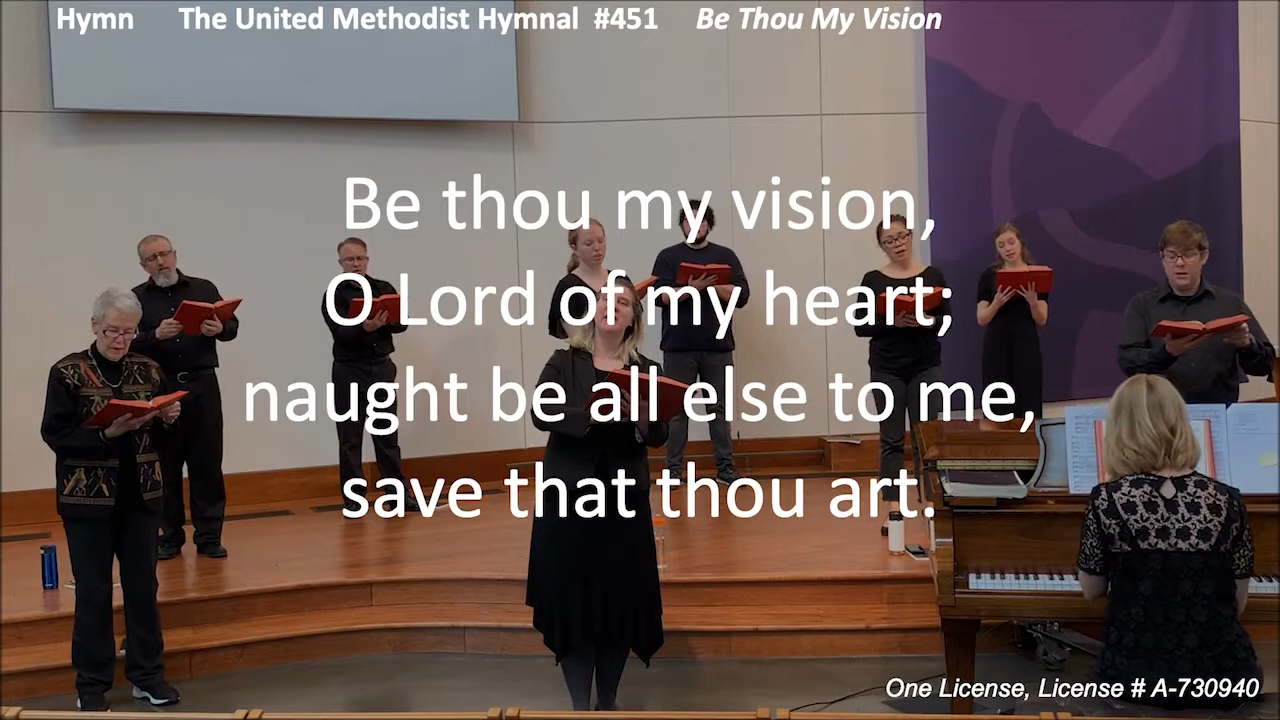 Hymn The United Methodist Hymnal #451 Be Thou My Vision
Be thou my vision,
O Lord of my heart;
naught be all else to me,
save that thou art.
One License, License # A-730940